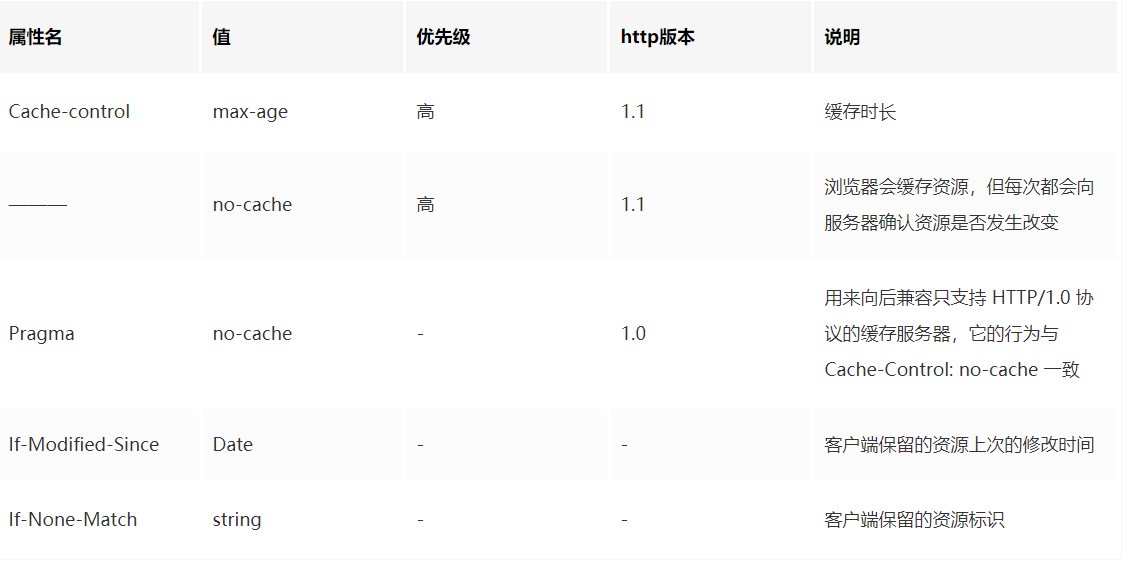 属性名 值 优先级 http版本 说明
Cache-control max-age 高 1.1 缓存时长
——— no-cache 高 1.1 浏览器会缓存资源，但每次都会向
服务器确认资源是否发生改变
Pragma no-cache - 1.0 用来向后兼容只支持 HTTP/1.0 协
议的缓存服务器，它的行为与
Cache-Control: no-cache 一致
If-Modified-Since Date - - 客户端保留的资源上次的修改时间
If-None-Match string - - 客户端保留的资源标识